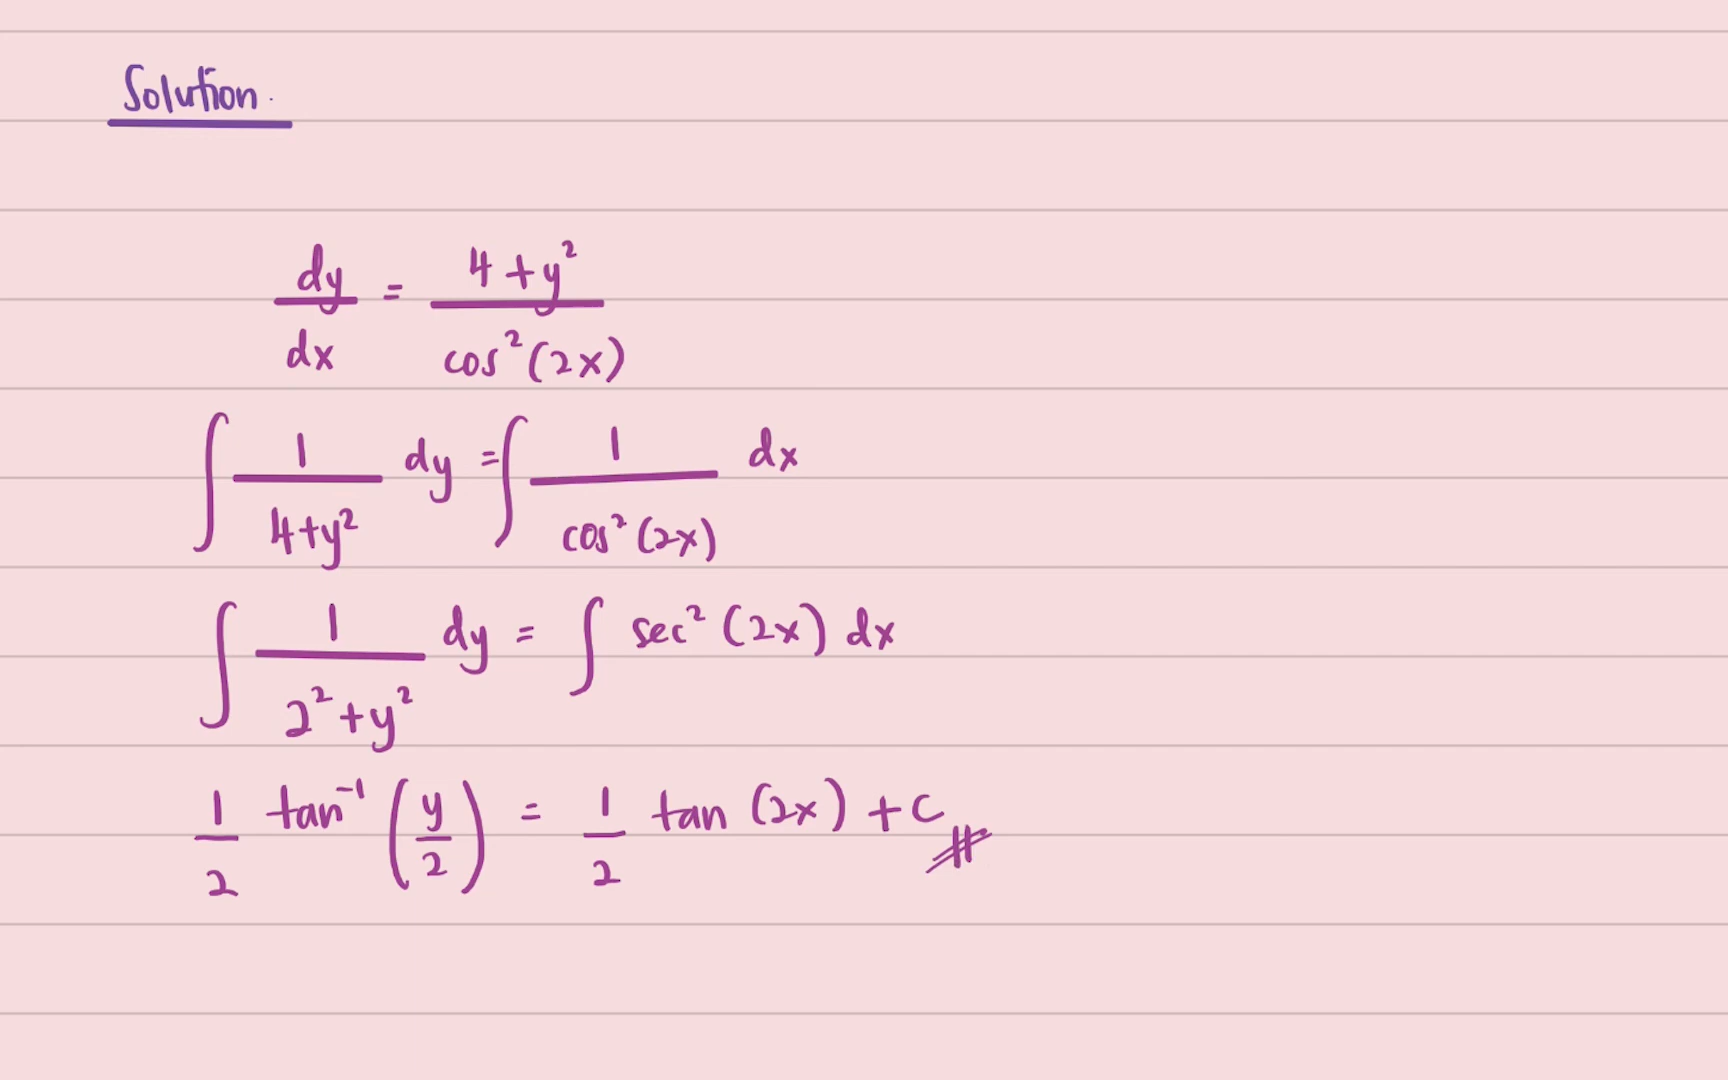 Solution.
dy/dx = (4 + y²)/(cos²(2x))
∫ 1/(4+y²) dy = ∫ 1/(cos²(2x)) dx
∫ 1/(2²+y²) dy = ∫ sec²(2x) dx
1/2 tan⁻¹(y/2) = 1/2 tan(2x) + C